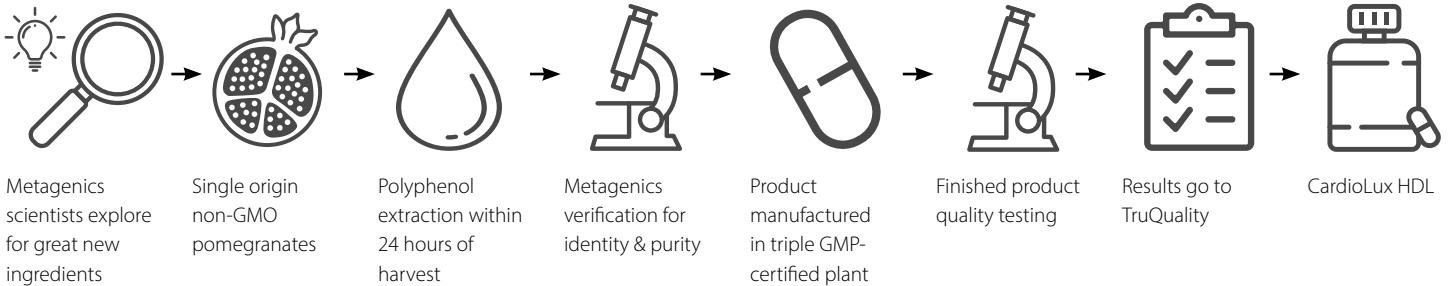 Metagenics
scientists explore
for great new
ingredients
Single origin
non-GMO
pomegranates
Polyphenol
extraction within
24 hours of
harvest
Metagenics
verification for
identity & purity
Product
manufactured
in triple GMP-
certified plant
Finished product
quality testing
Results go to
TruQuality
CardioLux HDL